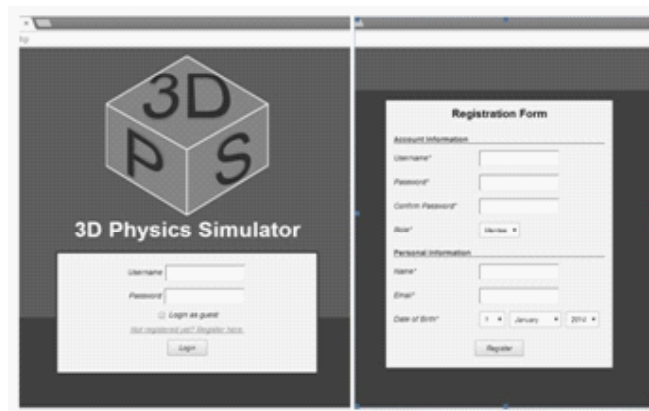 3D
P S
3D Physics Simulator
Username
Password
Login as guest
Not registered yet? Register here.
Login
Registration Form
Account Information
Username*
Password*
Confirm Password*
Role* Member
Personal Information
Name*
Email*
Date of Birth* 1 January 2014
Register